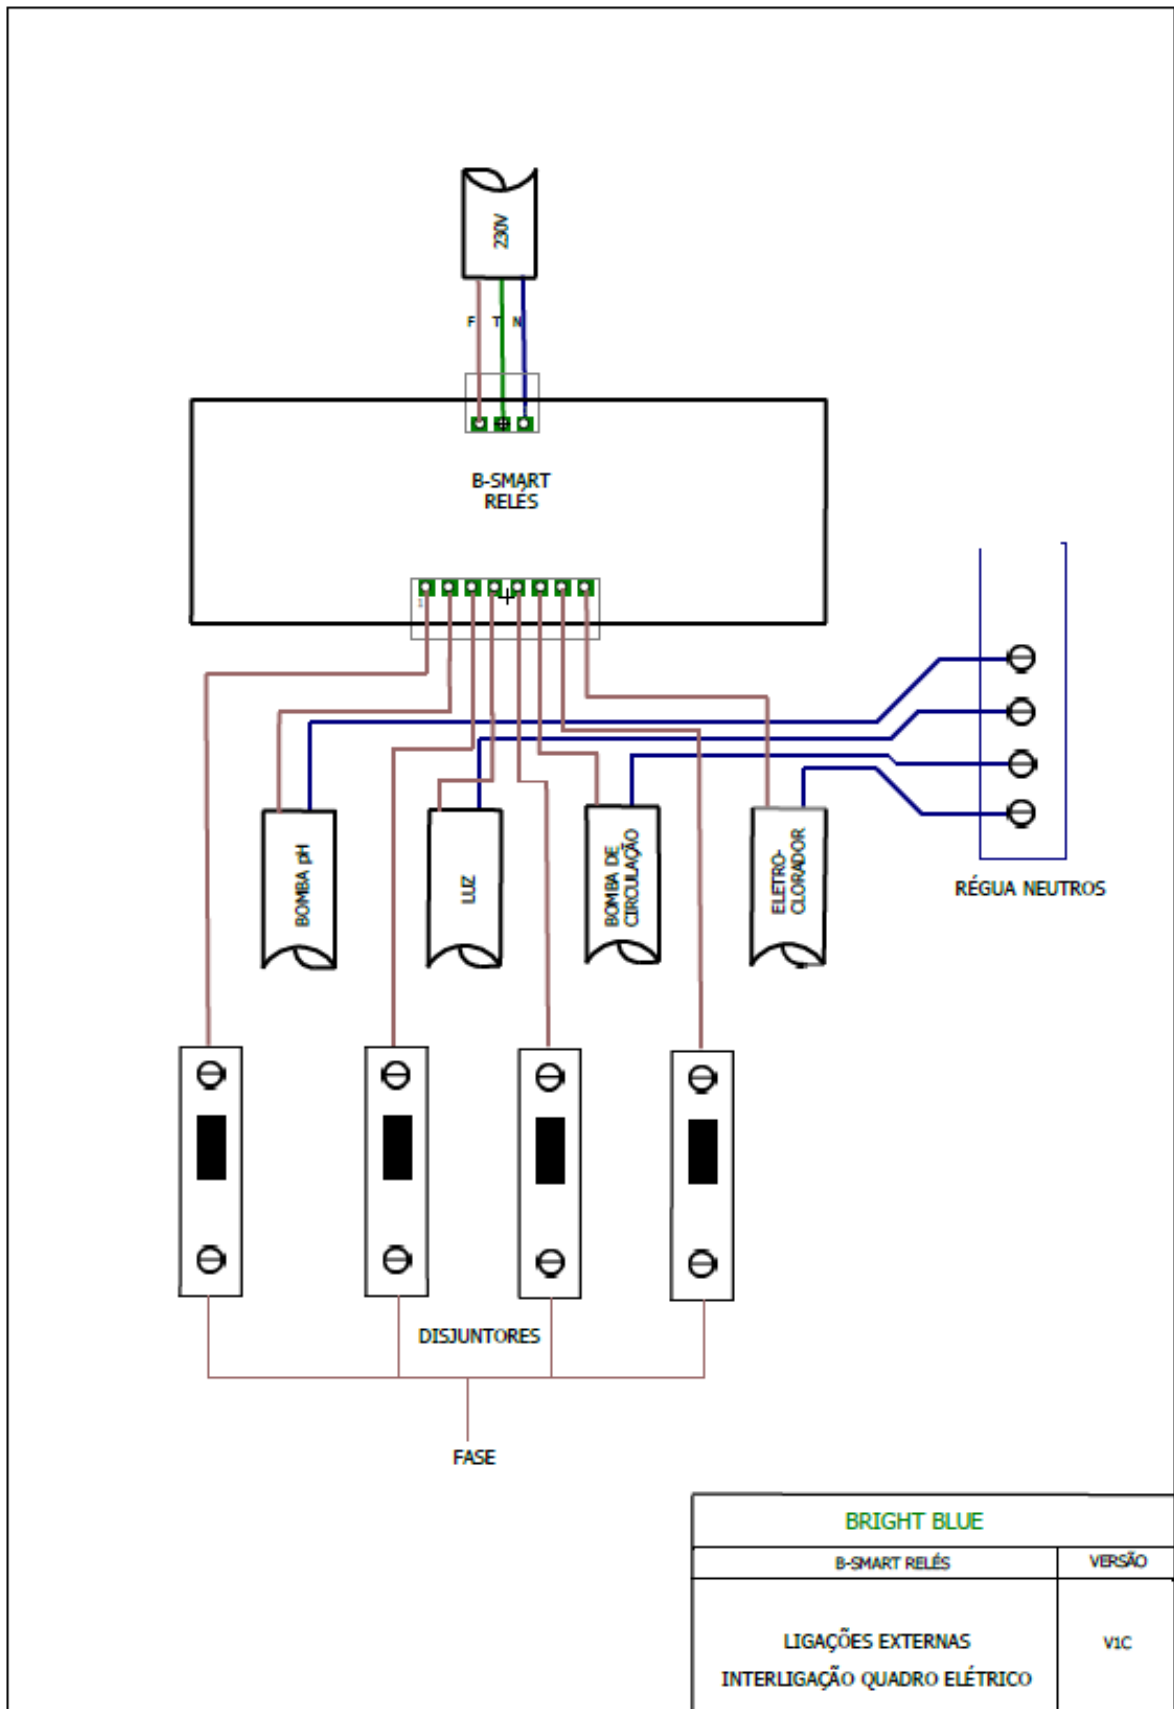 230V
F T N
B-SMART
RELÉS
BOMBA pH
LUZ
BOMBA DE
CIRCULAÇÃO
ELETRO-
CLORADOR
RÉGUA NEUTROS
DISJUNTORES
FASE
BRIGHT BLUE
B-SMART RELÉS
VERSÃO
LIGAÇÕES EXTERNAS
INTERLIGAÇÃO QUADRO ELÉTRICO
V1C